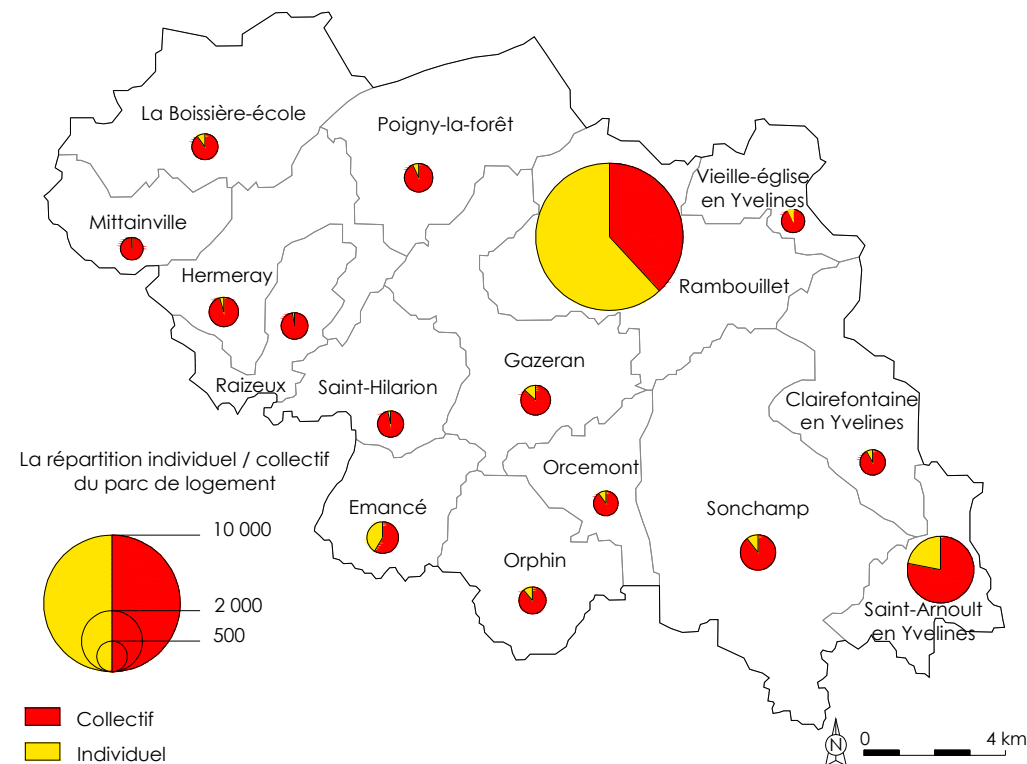 La Boissière-école
Poigny-la-forêt
Vieille-église
en Yvelines
Mittainville
Hermeray
Rambouillet
Gazeran
Raizeux
Saint-Hilarion
Clairefontaine
en Yvelines
La répartition individuel / collectif
du parc de logement
Orcemont
Emancé
Sonchamp
10 000
Orphin
2 000
500
Saint-Arnoult
en Yvelines
Collectif
Individuel
N
0
4 km